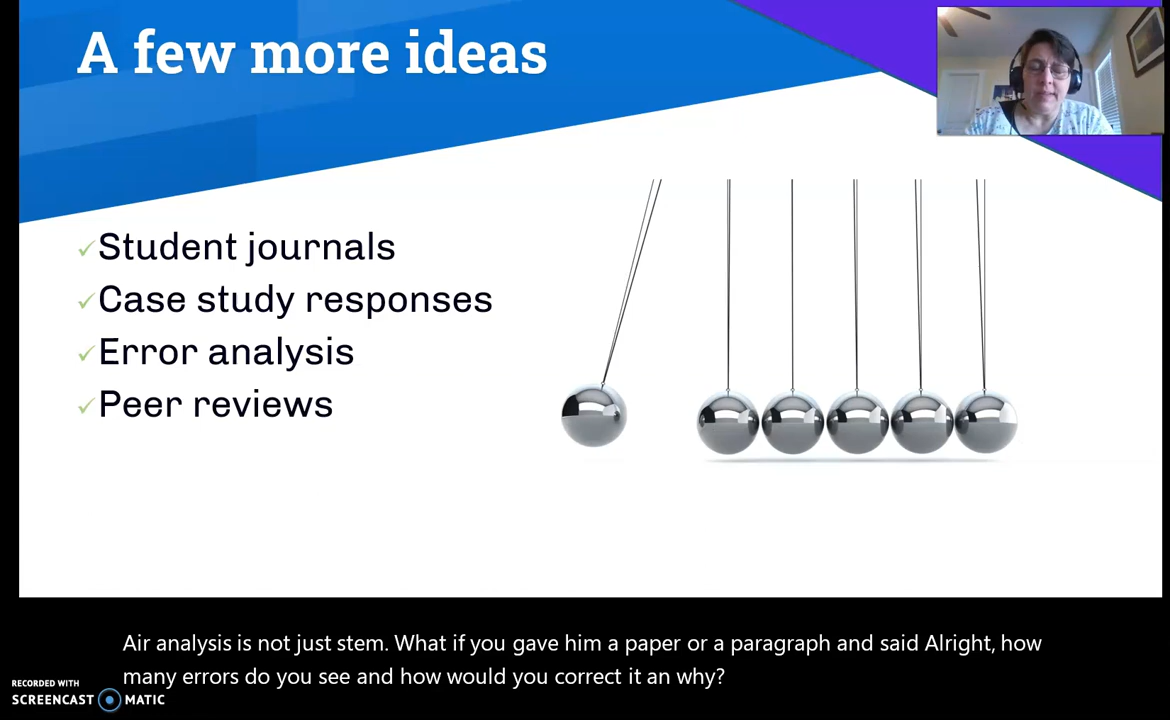 A few more ideas
Student journals
Case study responses
Error analysis
Peer reviews
Air analysis is not just stem. What if you gave him a paper or a paragraph and said Alright, how
many errors do you see and how would you correct it an why?
RECORDED WITH
SCREENCAST MATIC